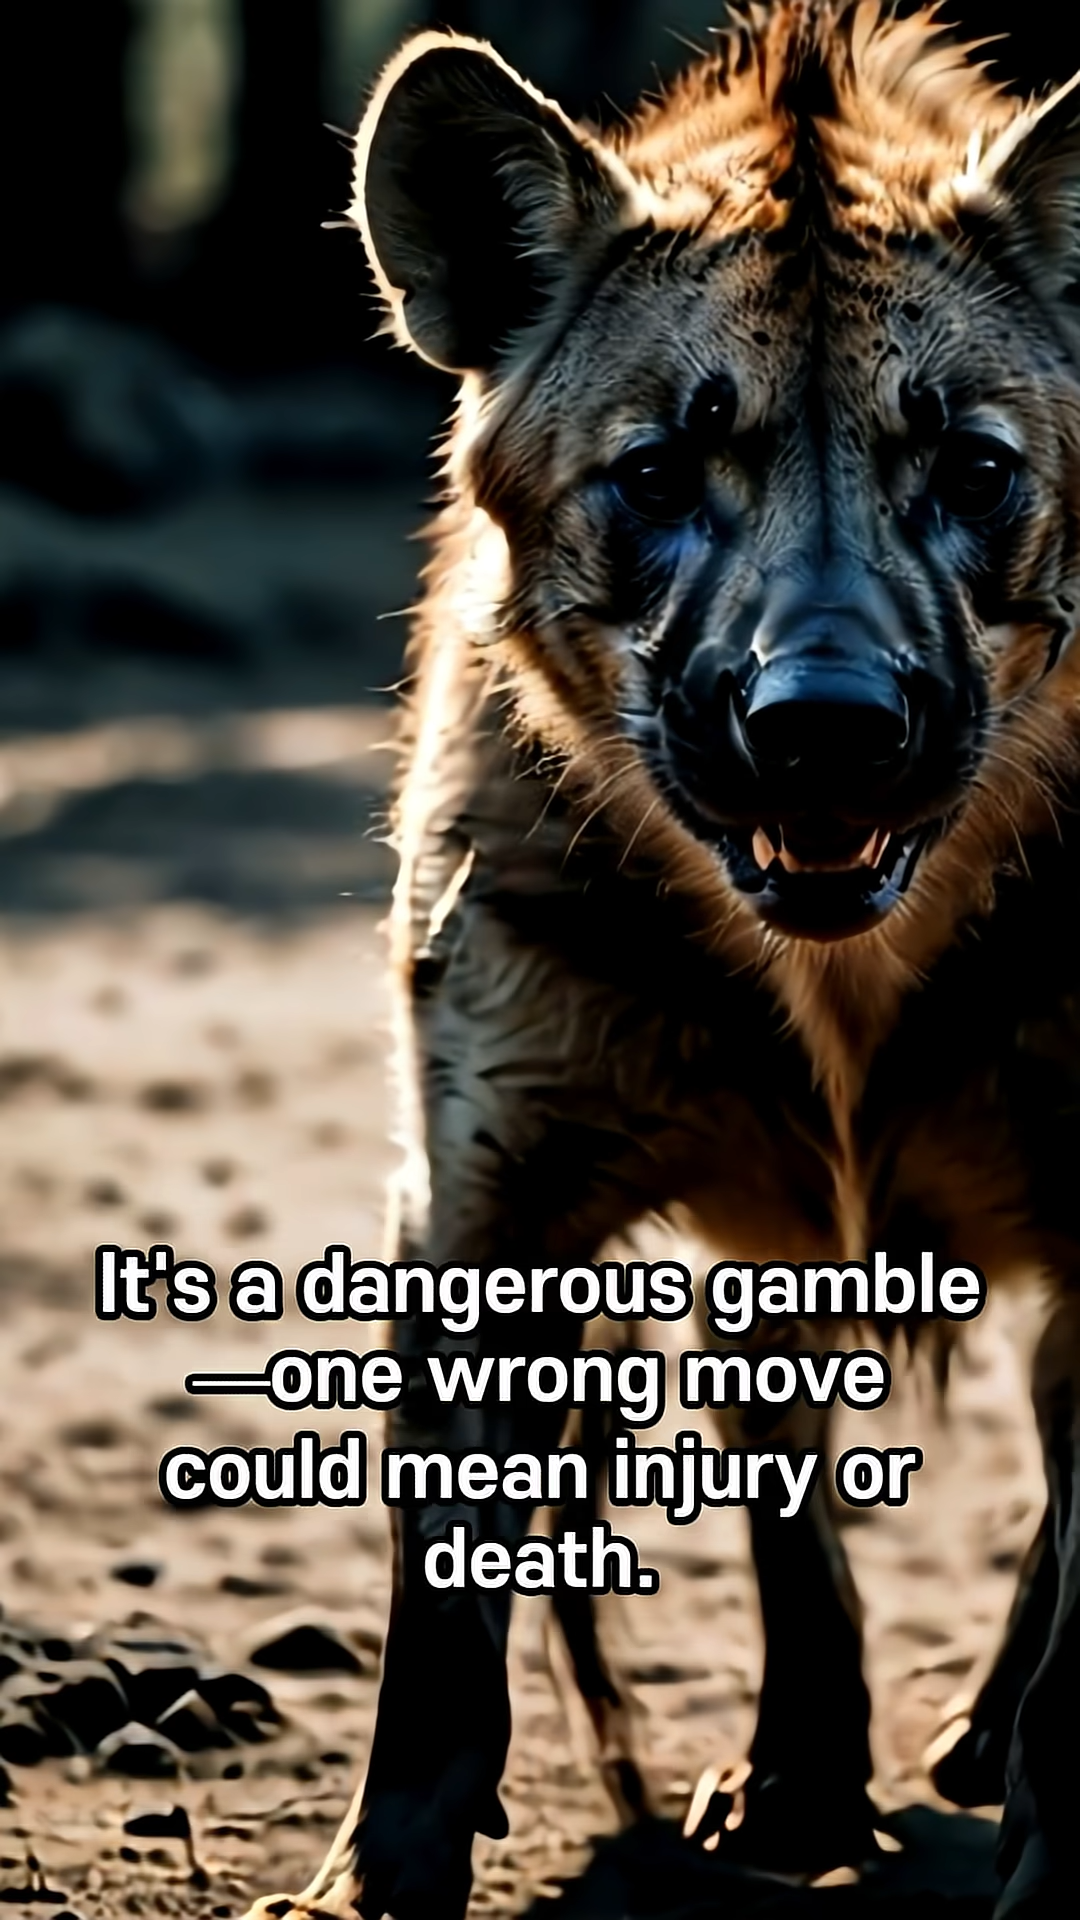 It's a dangerous gamble
—one wrong move
could mean injury or
death.